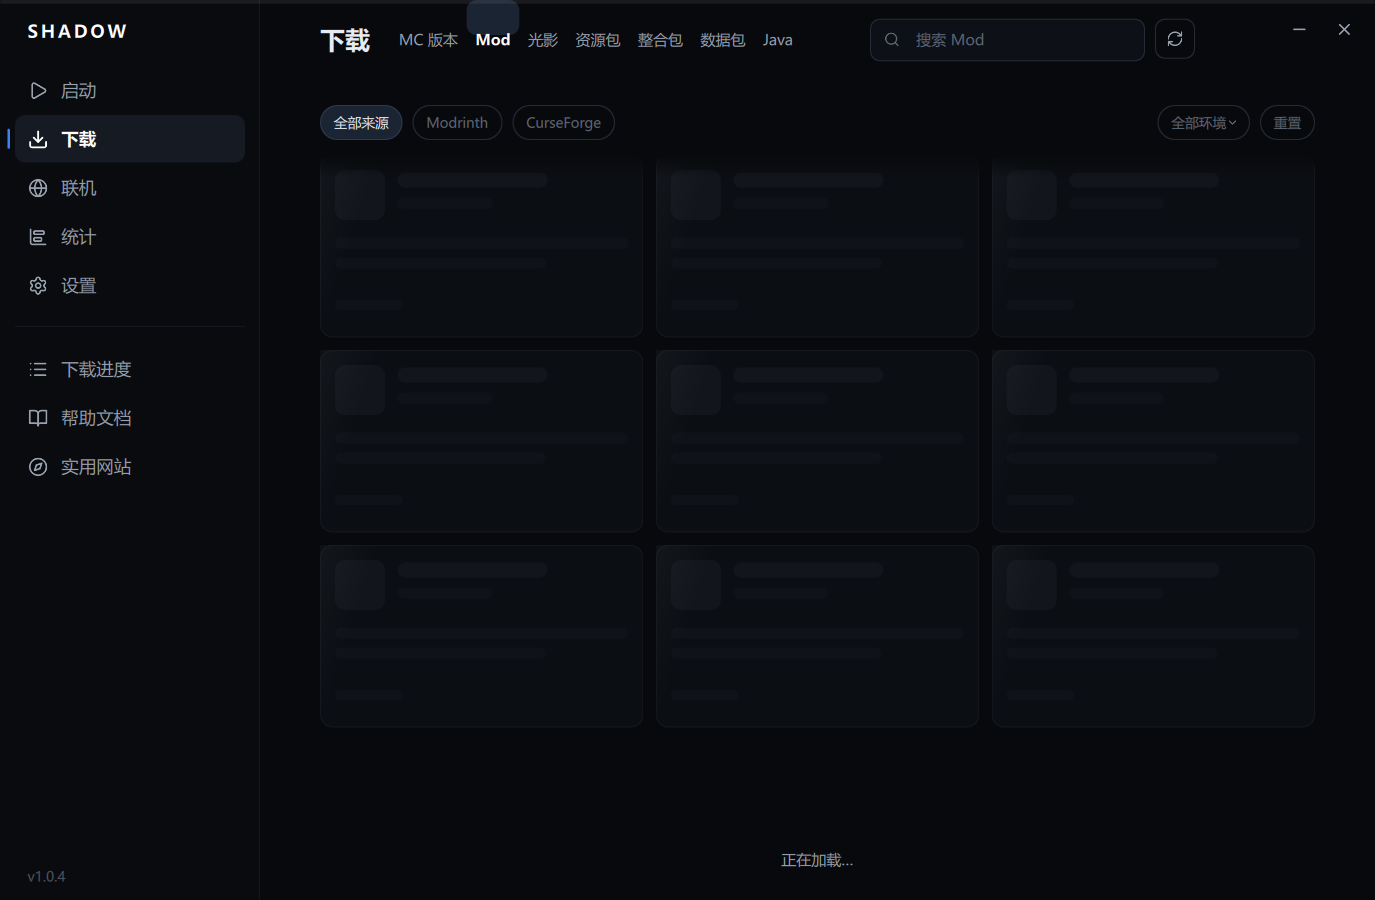 SHADOW
启动
下载
联机
统计
设置
下载进度
帮助文档
实用网站
v1.0.4
下载 MC 版本 Mod 光影 资源包 整合包 数据包 Java 搜索 Mod
全部来源 Modrinth CurseForge 全部环境 重置
正在加载...